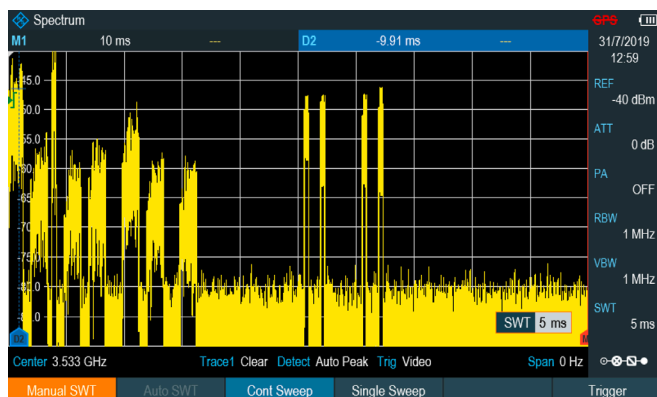 Spectrum
GPS
M1 10 ms --- D2 -9.91 ms ---
31/7/2019
12:59
REF
-40 dBm
ATT
0 dB
PA
OFF
RBW
1 MHz
VBW
1 MHz
SWT
5 ms
SWT 5 ms
D2
Center 3.533 GHz Trace1 Clear Detect Auto Peak Trig Video Span 0 Hz
Manual SWT Auto SWT Cont Sweep Single Sweep Trigger